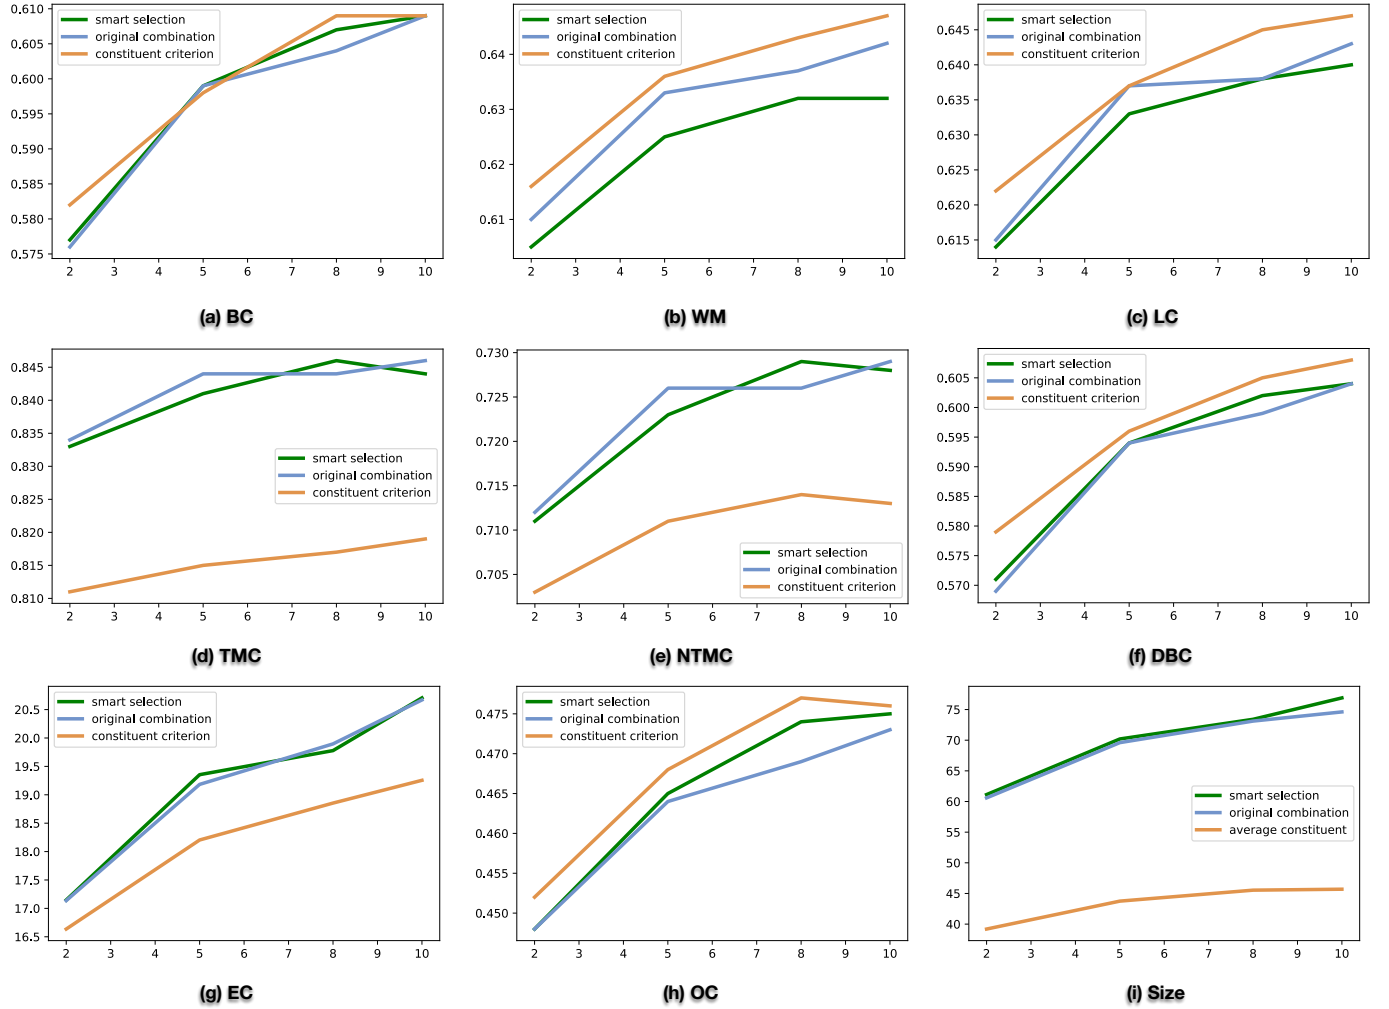 0.610
0.605
0.600
0.595
0.590
0.585
0.580
0.575
smart selection
original combination
constituent criterion
2 3 4 5 6 7 8 9 10
(a) BC
0.64
0.63
0.62
0.61
smart selection
original combination
constituent criterion
2 3 4 5 6 7 8 9 10
(b) WM
0.645
0.640
0.635
0.630
0.625
0.620
0.615
smart selection
original combination
constituent criterion
2 3 4 5 6 7 8 9 10
(c) LC
0.845
0.840
0.835
0.830
0.825
0.820
0.815
0.810
smart selection
original combination
constituent criterion
2 3 4 5 6 7 8 9 10
(d) TMC
0.730
0.725
0.720
0.715
0.710
0.705
smart selection
original combination
constituent criterion
2 3 4 5 6 7 8 9 10
(e) NTMC
0.605
0.600
0.595
0.590
0.585
0.580
0.575
0.570
smart selection
original combination
constituent criterion
2 3 4 5 6 7 8 9 10
(f) DBC
20.5
20.0
19.5
19.0
18.5
18.0
17.5
17.0
16.5
smart selection
original combination
constituent criterion
2 3 4 5 6 7 8 9 10
(g) EC
0.475
0.470
0.465
0.460
0.455
0.450
smart selection
original combination
constituent criterion
2 3 4 5 6 7 8 9 10
(h) OC
75
70
65
60
55
50
45
40
smart selection
original combination
average constituent
2 3 4 5 6 7 8 9 10
(i) Size